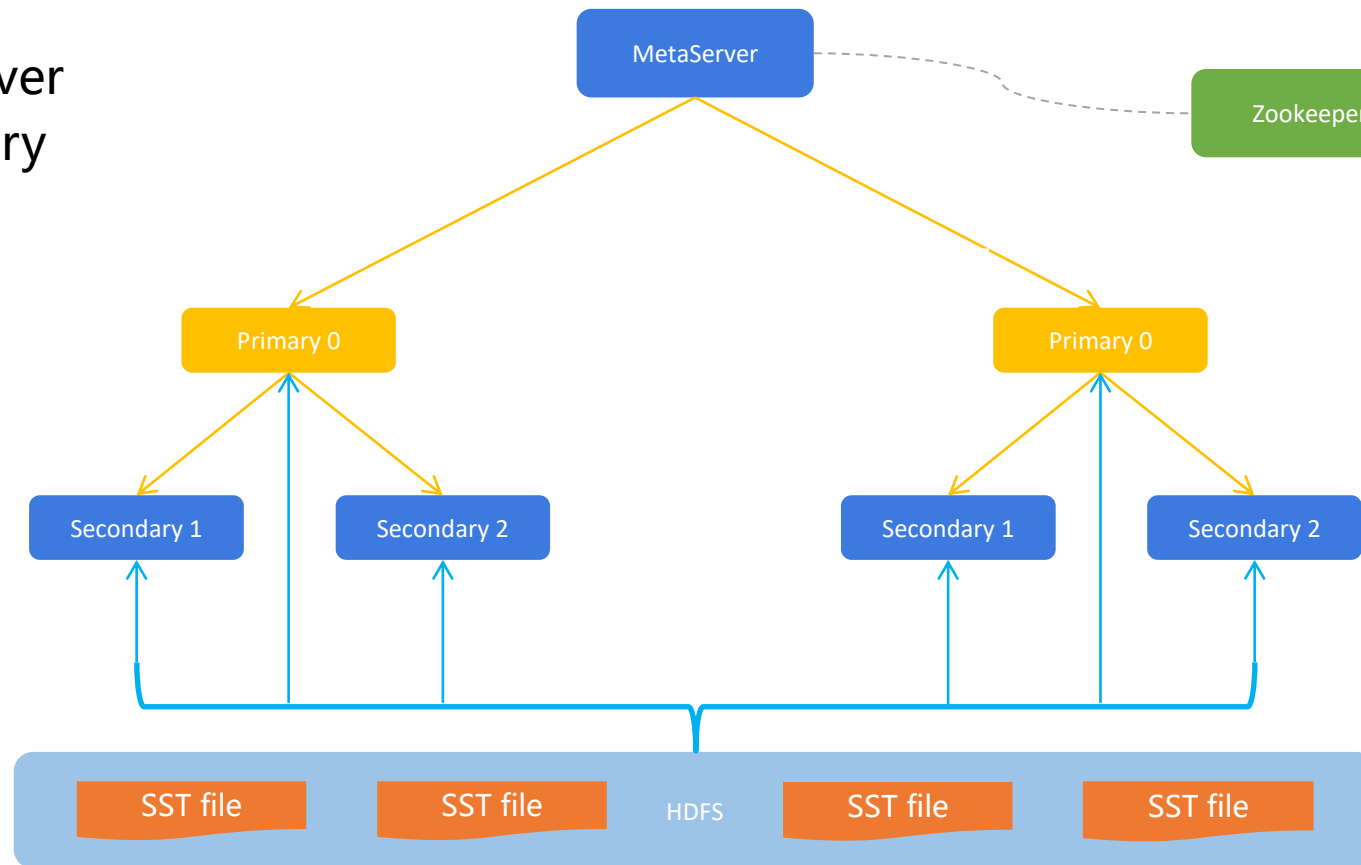 ver
ry
MetaServer
Zookeeper
Primary 0
Primary 0
Secondary 1
Secondary 2
Secondary 1
Secondary 2
SST file
SST file
HDFS
SST file
SST file